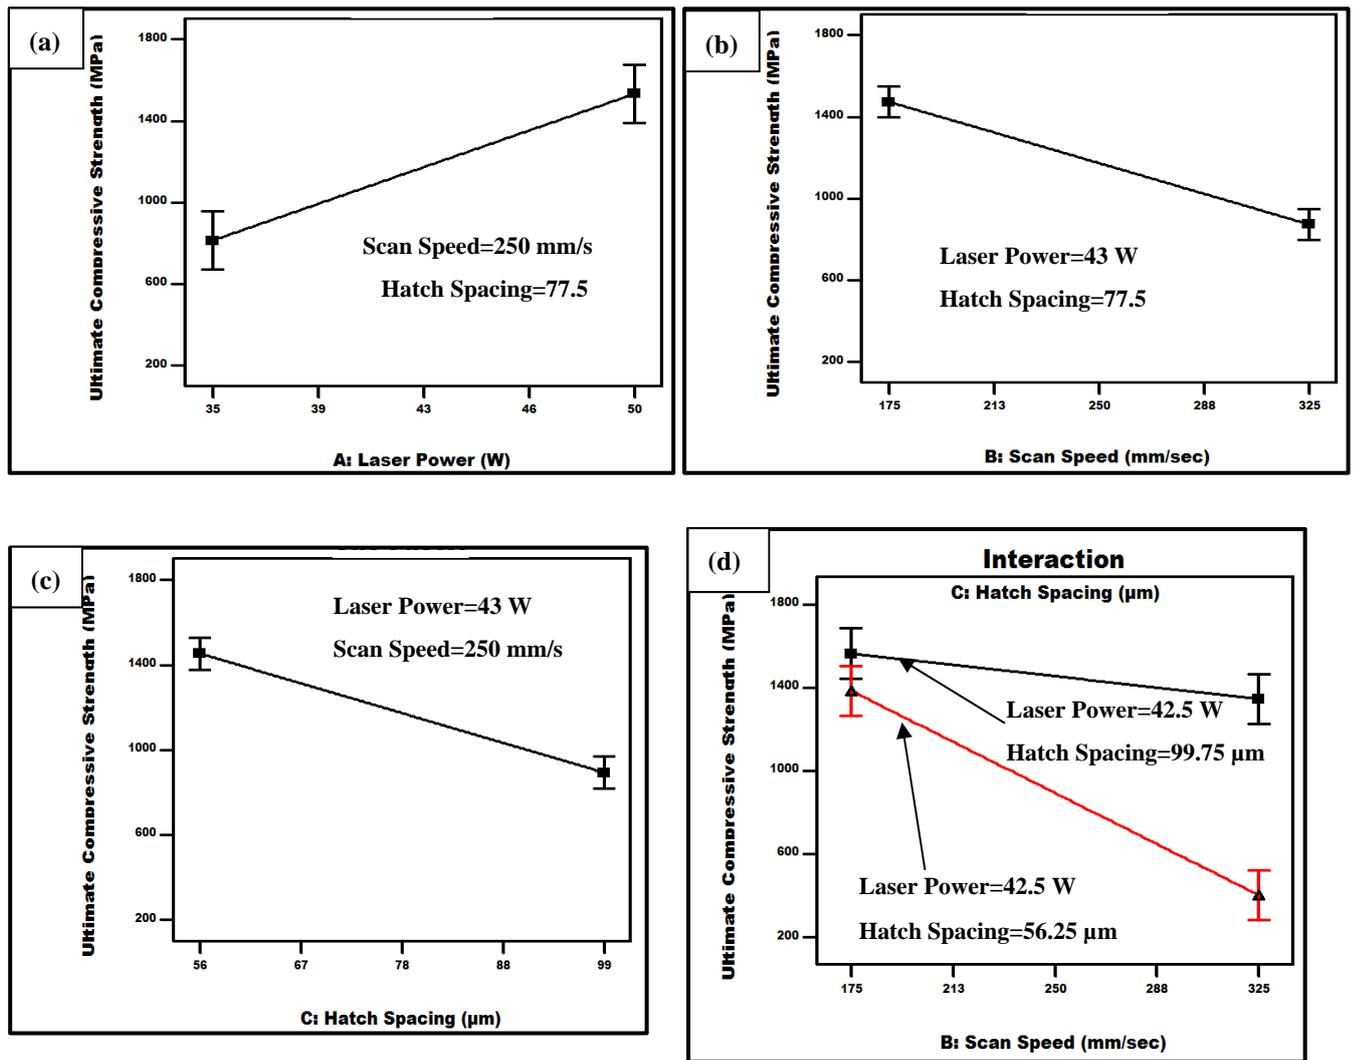 (a)
Ultimate Compressive Strength (MPa)
1800
1400
1000
600
200
Scan Speed=250 mm/s
Hatch Spacing=77.5
35 39 43 46 50
A: Laser Power (W)
(b)
Ultimate Compressive Strength (MPa)
1800
1400
1000
600
200
Laser Power=43 W
Hatch Spacing=77.5
175 213 250 288 325
B: Scan Speed (mm/sec)
(c)
Ultimate Compressive Strength (MPa)
1800
1400
1000
600
200
Laser Power=43 W
Scan Speed=250 mm/s
56 67 78 88 99
C: Hatch Spacing (µm)
(d)
Interaction
C: Hatch Spacing (µm)
Ultimate Compressive Strength (MPa)
1800
1400
1000
600
200
Laser Power=42.5 W
Hatch Spacing=99.75 µm
Laser Power=42.5 W
Hatch Spacing=56.25 µm
175 213 250 288 325
B: Scan Speed (mm/sec)